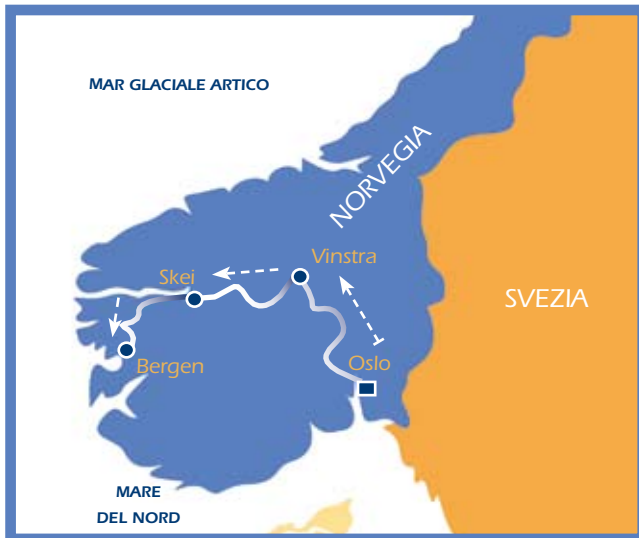 MAR GLACIALE ARTICO
NORVEGIA
Vinstra
Skei
SVEZIA
Bergen
Oslo
MARE
DEL NORD